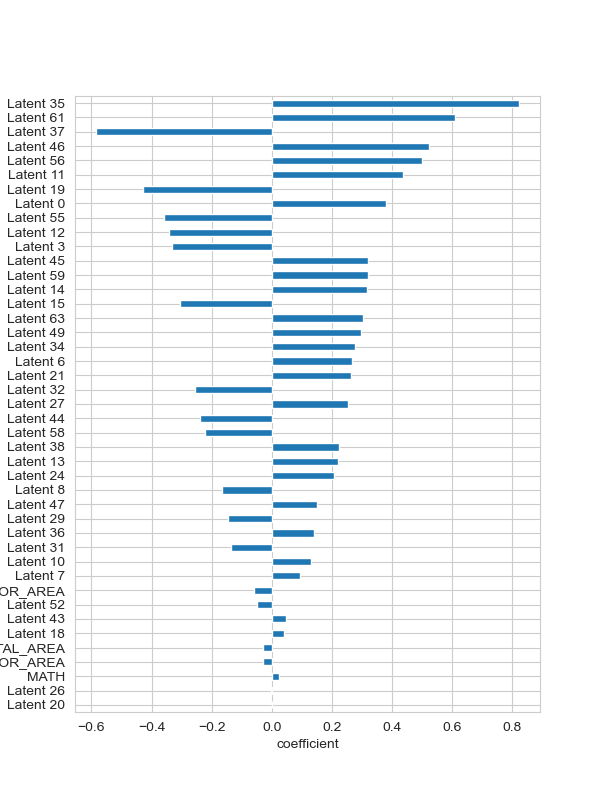 Latent 35
Latent 61
Latent 37
Latent 46
Latent 56
Latent 11
Latent 19
Latent 0
Latent 55
Latent 12
Latent 3
Latent 45
Latent 59
Latent 14
Latent 15
Latent 63
Latent 49
Latent 34
Latent 6
Latent 21
Latent 32
Latent 27
Latent 44
Latent 58
Latent 38
Latent 13
Latent 24
Latent 8
Latent 47
Latent 29
Latent 36
Latent 31
Latent 10
Latent 7
OR_AREA
Latent 52
Latent 43
Latent 18
TAL_AREA
OR_AREA
MATH
Latent 26
Latent 20
−0.6 −0.4 −0.2 0.0 0.2 0.4 0.6 0.8
coefficient